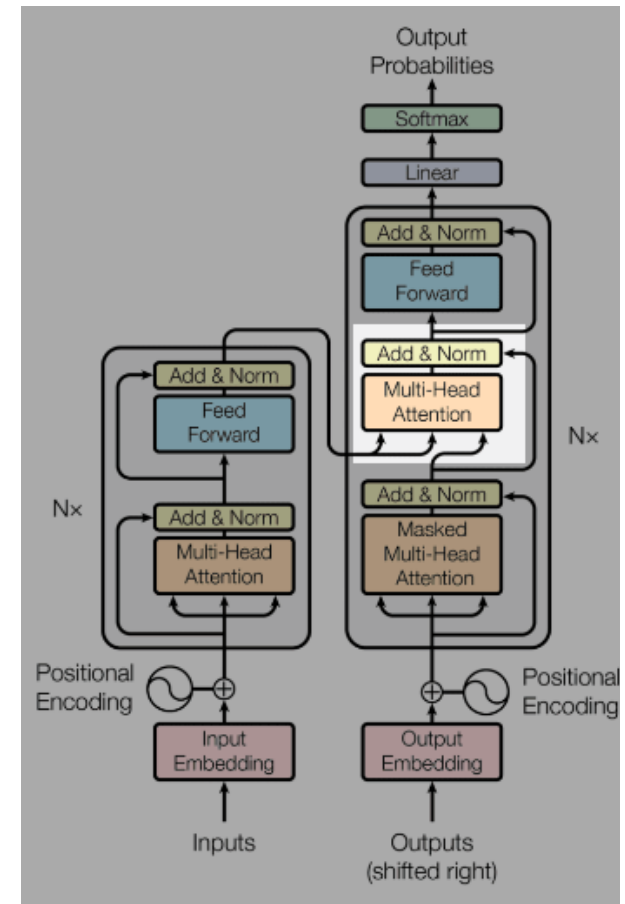 Output
Probabilities
Softmax
Linear
Add & Norm
Feed
Forward
Add & Norm
Multi-Head
Attention
Nx
Add & Norm
Masked
Multi-Head
Attention
Add & Norm
Feed
Forward
Nx
Add & Norm
Multi-Head
Attention
Positional
Encoding
Positional
Encoding
Input
Embedding
Output
Embedding
Inputs
Outputs
(shifted right)